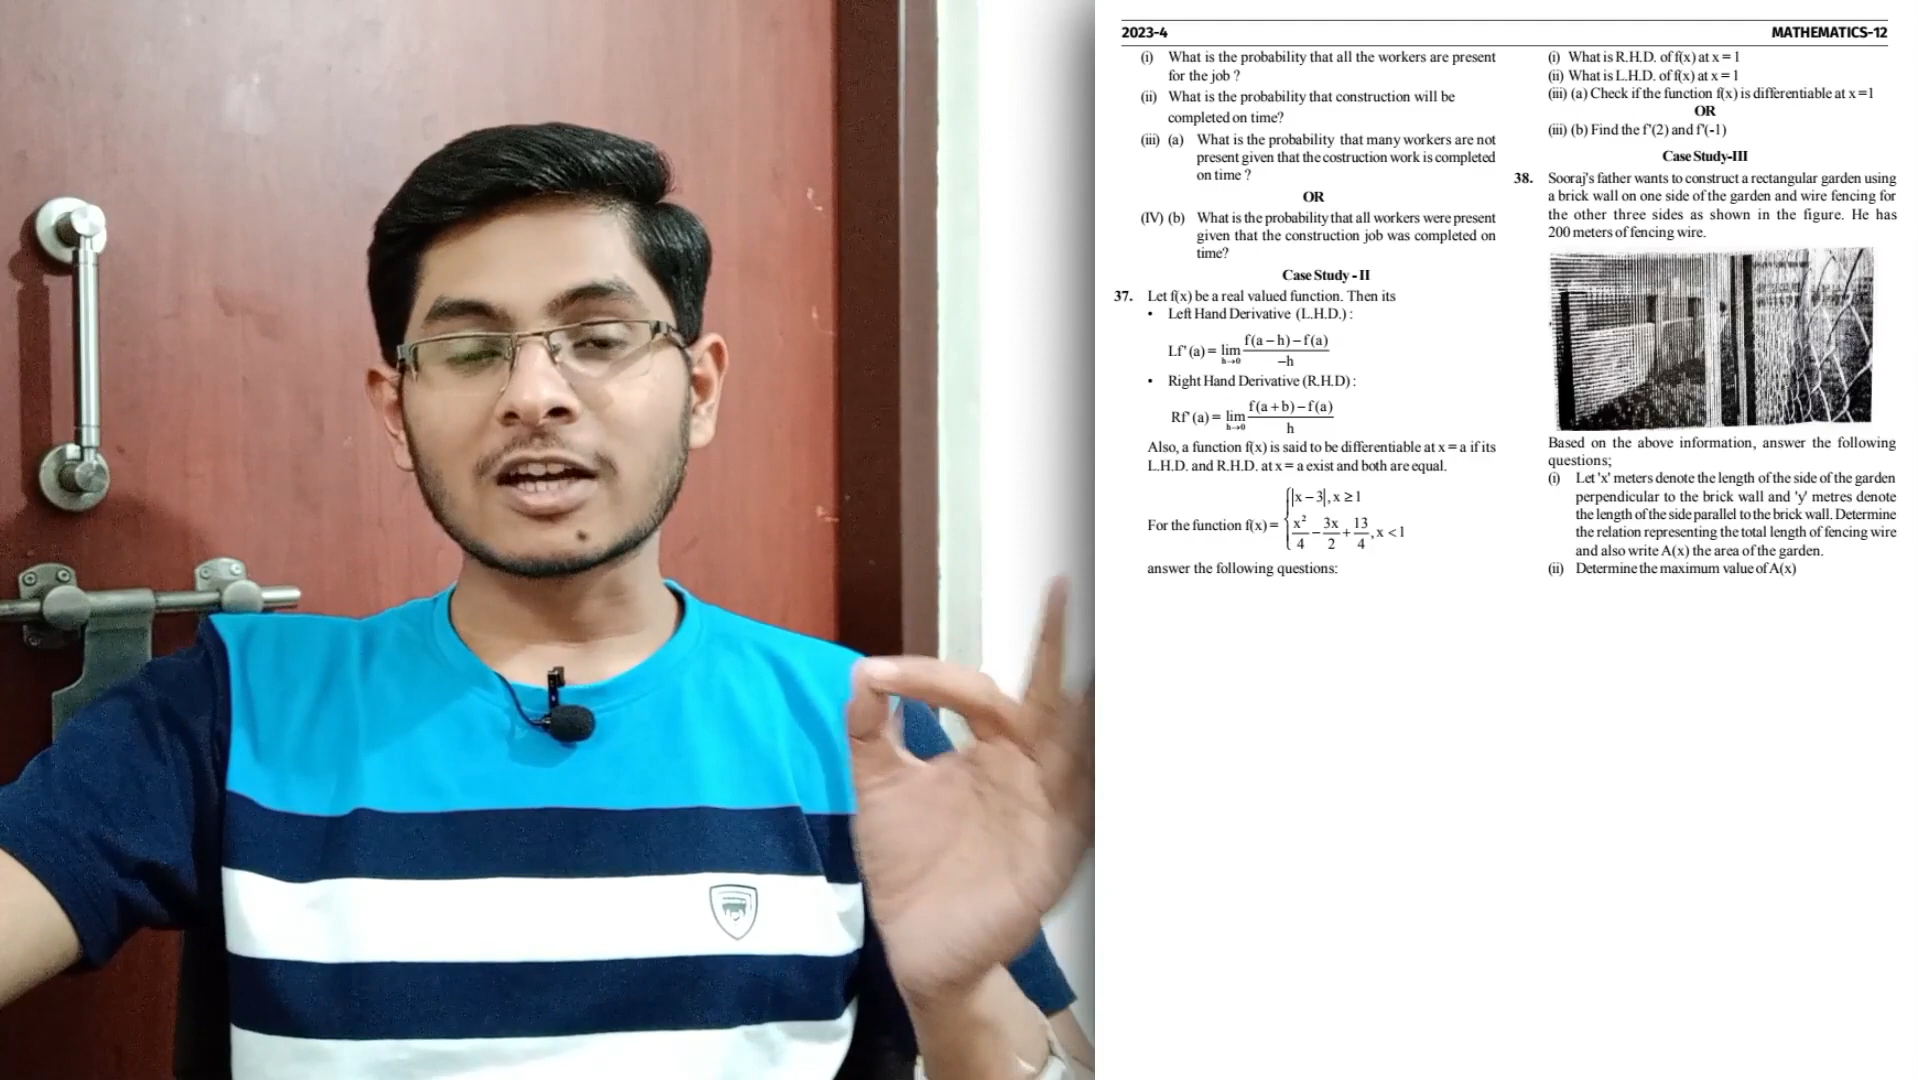 2023-4
MATHEMATICS-12
(i) What is the probability that all the workers are present
for the job ?
(ii) What is the probability that construction will be
completed on time?
(iii) (a) What is the probability that many workers are not
present given that the costruction work is completed
on time ?
OR
(IV) (b) What is the probability that all workers were present
given that the construction job was completed on
time?
Case Study - II
37. Let f(x) be a real valued function. Then its
• Left Hand Derivative (L.H.D.) :
Lf' (a) = lim h→0 f(a − h) − f(a) / −h
• Right Hand Derivative (R.H.D) :
Rf' (a) = lim h→0 f(a + b) − f(a) / h
Also, a function f(x) is said to be differentiable at x = a if its
L.H.D. and R.H.D. at x = a exist and both are equal.
For the function f(x) = { |x − 3|, x ≥ 1
x²/4 − 3x/2 + 13/4, x < 1
answer the following questions:
(i) What is R.H.D. of f(x) at x = 1
(ii) What is L.H.D. of f(x) at x = 1
(iii) (a) Check if the function f(x) is differentiable at x =1
OR
(iii) (b) Find the f'(2) and f'(-1)
Case Study-III
38. Sooraj's father wants to construct a rectangular garden using
a brick wall on one side of the garden and wire fencing for
the other three sides as shown in the figure. He has
200 meters of fencing wire.
Based on the above information, answer the following
questions;
(i) Let 'x' meters denote the length of the side of the garden
perpendicular to the brick wall and 'y' metres denote
the length of the side parallel to the brick wall. Determine
the relation representing the total length of fencing wire
and also write A(x) the area of the garden.
(ii) Determine the maximum value of A(x)